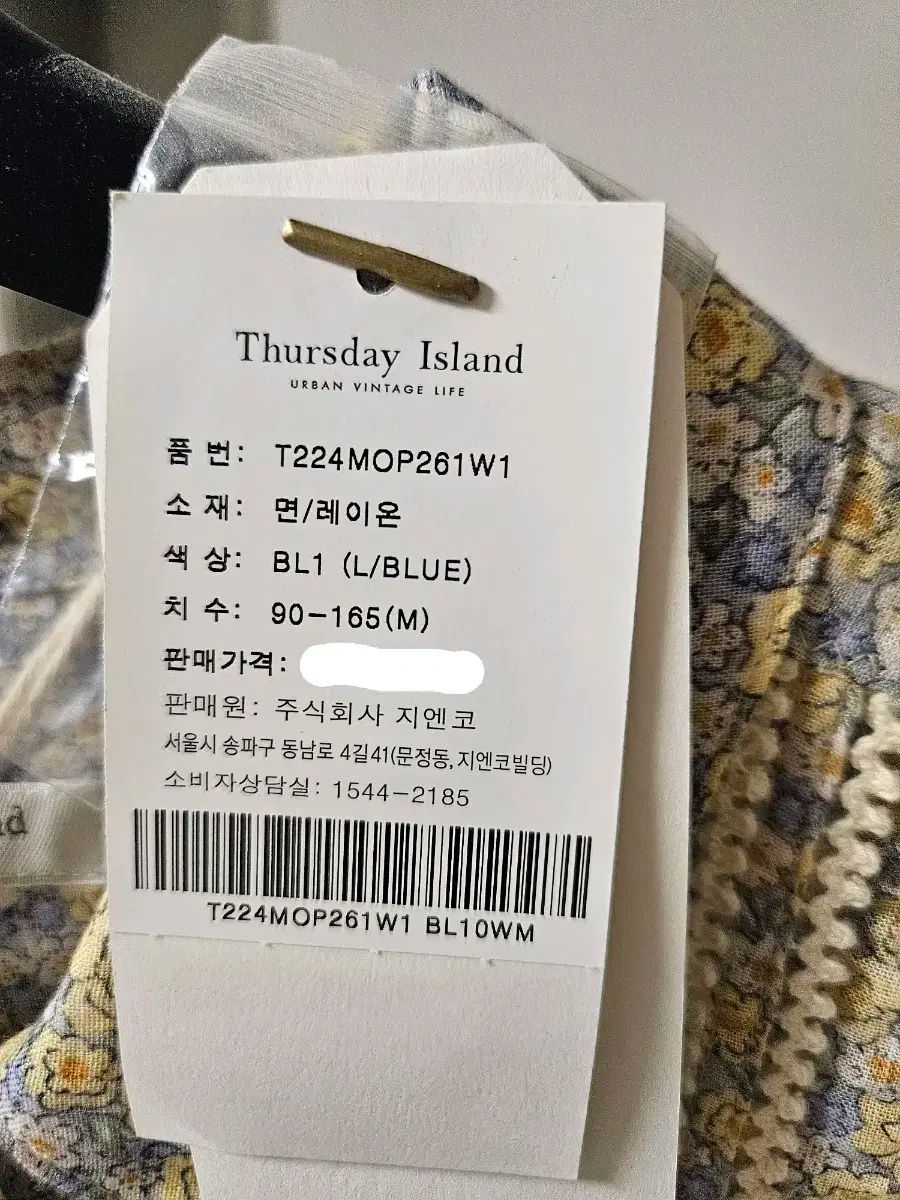 Thursday Island
URBAN VINTAGE LIFE
품 번: T224MOP261W1
소 재: 면/레이온
색 상: BL1 (L/BLUE)
치 수: 90-165(M)
판매가격:
판매원: 주식회사 지엔코
서울시 송파구 동남로 4길41(문정동, 지엔코빌딩)
소비자상담실: 1544-2185
T224MOP261W1 BL10WM
nd